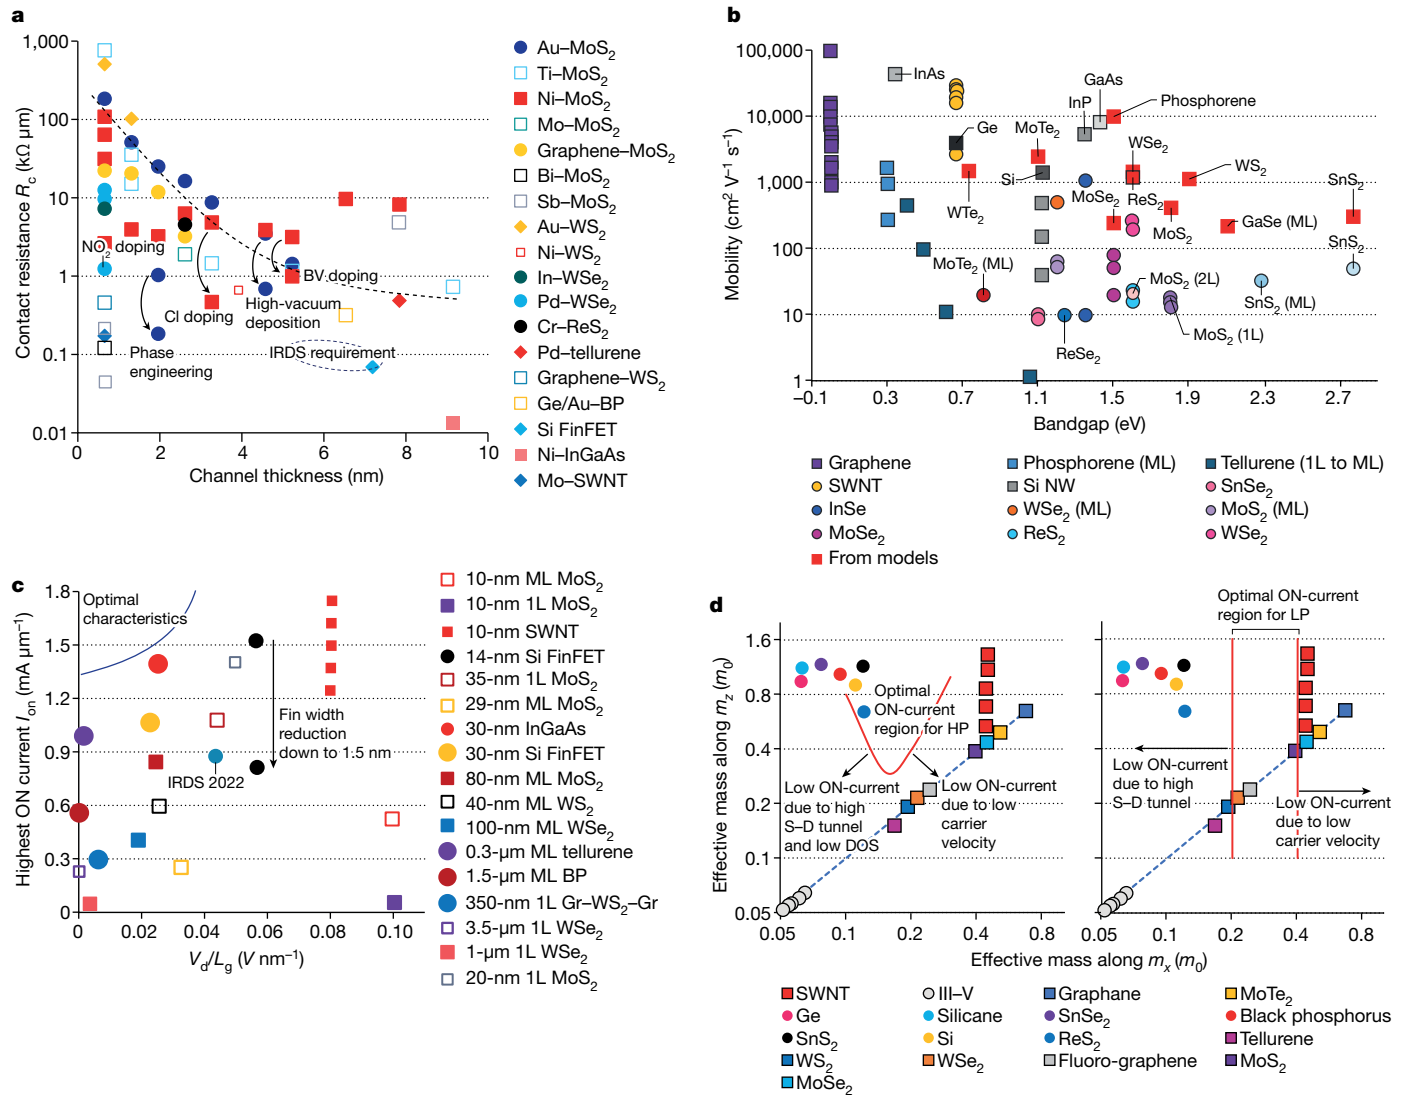 a
1,000
100
10
1
0.1
0.01
Contact resistance Rc (kΩ μm)
0
2
4
6
8
10
Channel thickness (nm)
NO2 doping
Phase
engineering
Cl doping
High-vacuum
deposition
BV doping
IRDS requirement
Au–MoS2
Ti–MoS2
Ni–MoS2
Mo–MoS2
Graphene–MoS2
Bi–MoS2
Sb–MoS2
Au–WS2
Ni–WS2
In–WSe2
Pd–WSe2
Cr–ReS2
Pd–tellurene
Graphene–WS2
Ge/Au–BP
Si FinFET
Ni–InGaAs
Mo–SWNT
b
100,000
10,000
1,000
100
10
1
Mobility (cm2 V−1 s−1)
−0.1
0.3
0.7
1.1
1.5
1.9
2.3
2.7
Bandgap (eV)
InAs
GaAs
InP
Phosphorene
Ge
MoTe2
WSe2
WS2
Si
SnS2
WTe2
MoSe2
ReS2
MoS2
GaSe (ML)
SnS2
MoTe2 (ML)
MoS2 (2L)
SnS2 (ML)
MoS2 (1L)
ReSe2
Graphene
Phosphorene (ML)
Tellurene (1L to ML)
SWNT
Si NW
SnSe2
InSe
WSe2 (ML)
MoS2 (ML)
MoSe2
ReS2
WSe2
From models
c
1.8
1.5
1.2
0.9
0.6
0.3
0
Highest ON current Ion (mA μm−1)
0
0.02
0.04
0.06
0.08
0.10
Vd/Lg (V nm−1)
Optimal
characteristics
Fin width
reduction
down to 1.5 nm
IRDS 2022
10-nm ML MoS2
10-nm 1L MoS2
10-nm SWNT
14-nm Si FinFET
35-nm 1L MoS2
29-nm ML MoS2
30-nm InGaAs
30-nm Si FinFET
80-nm ML MoS2
40-nm ML WS2
100-nm ML WSe2
0.3-μm ML tellurene
1.5-μm ML BP
350-nm 1L Gr–WS2–Gr
3.5-μm 1L WSe2
1-μm 1L WSe2
20-nm 1L MoS2
d
1.6
0.8
0.4
0.2
0.1
0.05
Effective mass along mz (m0)
0.05
0.1
0.2
0.4
0.8
Optimal
ON-current
region for HP
Low ON-current
due to high
S–D tunnel
and low DOS
Low ON-current
due to low
carrier
velocity
Optimal ON-current
region for LP
Low ON-current
due to high
S–D tunnel
Low ON-current
due to low
carrier velocity
0.05
0.1
0.2
0.4
0.8
Effective mass along mx (m0)
SWNT
III–V
Graphane
MoTe2
Ge
Silicane
SnSe2
Black phosphorus
SnS2
Si
ReS2
Tellurene
WS2
WSe2
Fluoro-graphene
MoS2
MoSe2